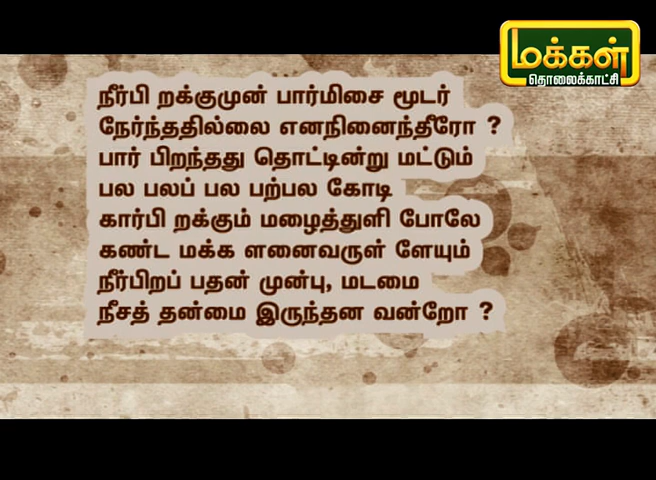 மக்கள்
தொலைக்காட்சி
நீர்பி றக்குமுன் பார்மிசை மூடர்
நேர்ந்ததில்லை எனநினைந்தீரோ ?
பார் பிறந்தது தொட்டின்று மட்டும்
பல பலப் பல பற்பல கோடி
கார்பி றக்கும் மழைத்துளி போலே
கண்ட மக்க ளனைவருள் ளேயும்
நீர்பிறப் பதன் முன்பு, மடமை
நீசத் தன்மை இருந்தன வன்றோ ?